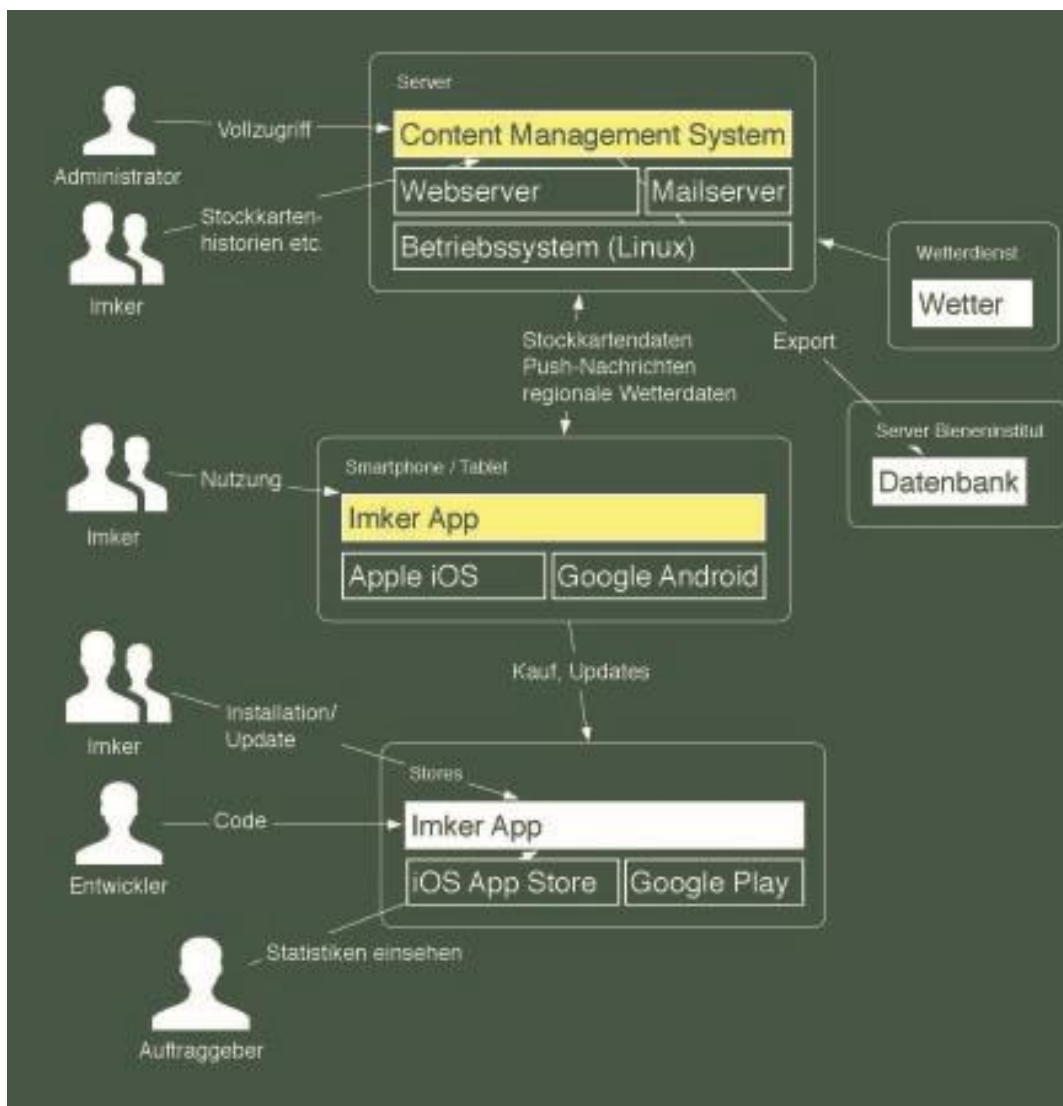 Server
Content Management System
Vollzugriff
Administrator
Webserver
Mailserver
Stockkarten-
historien etc.
Betriebssystem (Linux)
Imker
Wetterdienst
Wetter
Stockkartendaten
Push-Nachrichten
regionale Wetterdaten
Export
Server Bieneninstitut
Datenbank
Smartphone / Tablet
Nutzung
Imker App
Imker
Apple iOS
Google Android
Kauf, Updates
Installation/
Update
Imker
Stores
Code
Imker App
Entwickler
iOS App Store
Google Play
Statistiken einsehen
Auftraggeber